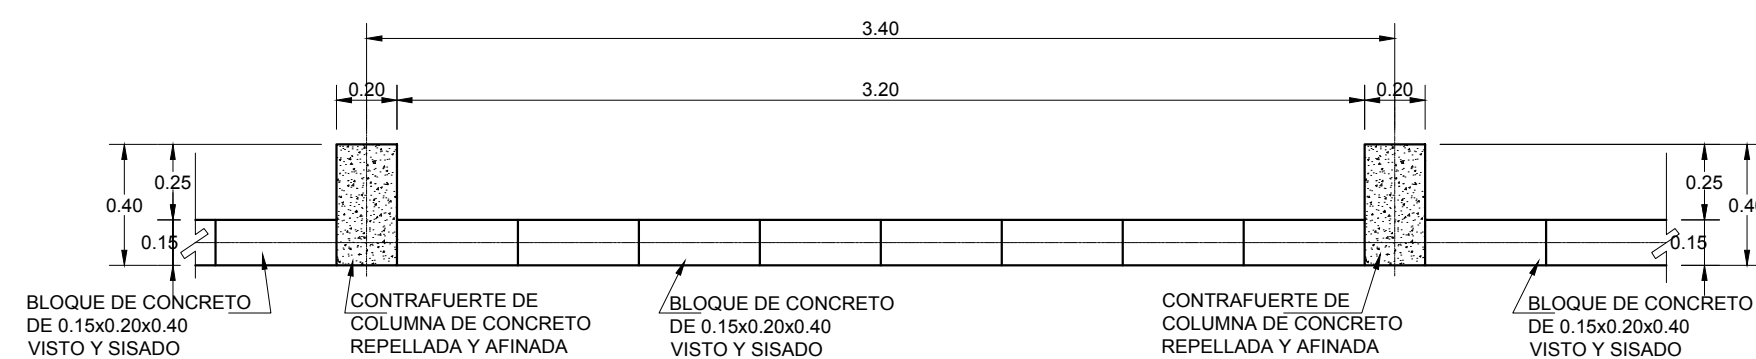 3.40
0.20
3.20
0.20
0.25
0.40
0.15
0.25
0.40
0.15
BLOQUE DE CONCRETO
DE 0.15x0.20x0.40
VISTO Y SISADO
CONTRAFUERTE DE
COLUMNA DE CONCRETO
REPELLADA Y AFINADA
BLOQUE DE CONCRETO
DE 0.15x0.20x0.40
VISTO Y SISADO
CONTRAFUERTE DE
COLUMNA DE CONCRETO
REPELLADA Y AFINADA
BLOQUE DE CONCRETO
DE 0.15x0.20x0.40
VISTO Y SISADO